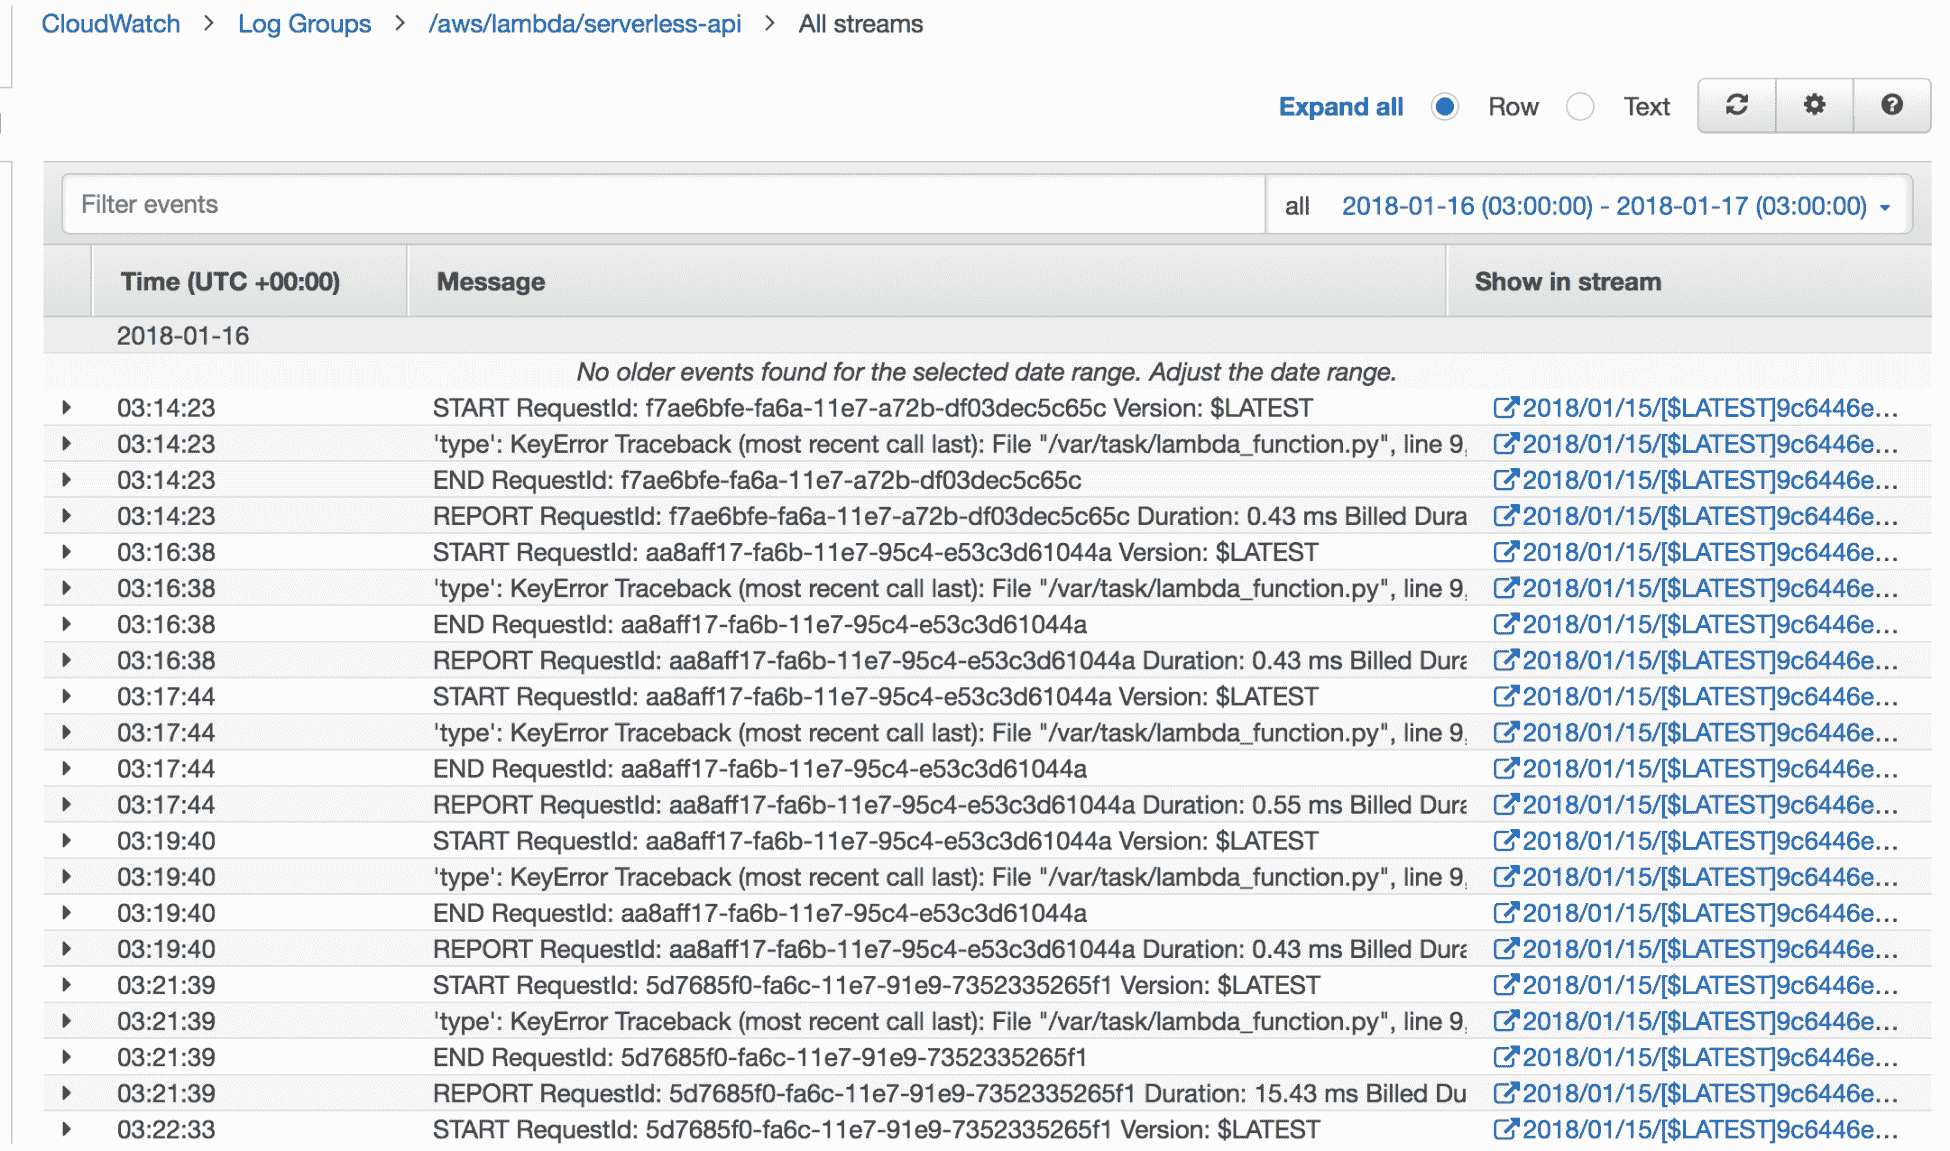 CloudWatch > Log Groups > /aws/lambda/serverless-api > All streams
Expand all Row Text
Filter events all 2018-01-16 (03:00:00) - 2018-01-17 (03:00:00)
Time (UTC +00:00) Message Show in stream
2018-01-16
No older events found for the selected date range. Adjust the date range.
03:14:23 START RequestId: f7ae6bfe-fa6a-11e7-a72b-df03dec5c65c Version: $LATEST 2018/01/15/[$LATEST]9c6446e...
03:14:23 'type': KeyError Traceback (most recent call last): File "/var/task/lambda_function.py", line 9, 2018/01/15/[$LATEST]9c6446e...
03:14:23 END RequestId: f7ae6bfe-fa6a-11e7-a72b-df03dec5c65c 2018/01/15/[$LATEST]9c6446e...
03:14:23 REPORT RequestId: f7ae6bfe-fa6a-11e7-a72b-df03dec5c65c Duration: 0.43 ms Billed Dura 2018/01/15/[$LATEST]9c6446e...
03:16:38 START RequestId: aa8aff17-fa6b-11e7-95c4-e53c3d61044a Version: $LATEST 2018/01/15/[$LATEST]9c6446e...
03:16:38 'type': KeyError Traceback (most recent call last): File "/var/task/lambda_function.py", line 9, 2018/01/15/[$LATEST]9c6446e...
03:16:38 END RequestId: aa8aff17-fa6b-11e7-95c4-e53c3d61044a 2018/01/15/[$LATEST]9c6446e...
03:16:38 REPORT RequestId: aa8aff17-fa6b-11e7-95c4-e53c3d61044a Duration: 0.43 ms Billed Dura 2018/01/15/[$LATEST]9c6446e...
03:17:44 START RequestId: aa8aff17-fa6b-11e7-95c4-e53c3d61044a Version: $LATEST 2018/01/15/[$LATEST]9c6446e...
03:17:44 'type': KeyError Traceback (most recent call last): File "/var/task/lambda_function.py", line 9, 2018/01/15/[$LATEST]9c6446e...
03:17:44 END RequestId: aa8aff17-fa6b-11e7-95c4-e53c3d61044a 2018/01/15/[$LATEST]9c6446e...
03:17:44 REPORT RequestId: aa8aff17-fa6b-11e7-95c4-e53c3d61044a Duration: 0.55 ms Billed Dura 2018/01/15/[$LATEST]9c6446e...
03:19:40 START RequestId: aa8aff17-fa6b-11e7-95c4-e53c3d61044a Version: $LATEST 2018/01/15/[$LATEST]9c6446e...
03:19:40 'type': KeyError Traceback (most recent call last): File "/var/task/lambda_function.py", line 9, 2018/01/15/[$LATEST]9c6446e...
03:19:40 END RequestId: aa8aff17-fa6b-11e7-95c4-e53c3d61044a 2018/01/15/[$LATEST]9c6446e...
03:19:40 REPORT RequestId: aa8aff17-fa6b-11e7-95c4-e53c3d61044a Duration: 0.43 ms Billed Dura 2018/01/15/[$LATEST]9c6446e...
03:21:39 START RequestId: 5d7685f0-fa6c-11e7-91e9-7352335265f1 Version: $LATEST 2018/01/15/[$LATEST]9c6446e...
03:21:39 'type': KeyError Traceback (most recent call last): File "/var/task/lambda_function.py", line 9, 2018/01/15/[$LATEST]9c6446e...
03:21:39 END RequestId: 5d7685f0-fa6c-11e7-91e9-7352335265f1 2018/01/15/[$LATEST]9c6446e...
03:21:39 REPORT RequestId: 5d7685f0-fa6c-11e7-91e9-7352335265f1 Duration: 15.43 ms Billed Du 2018/01/15/[$LATEST]9c6446e...
03:22:33 START RequestId: 5d7685f0-fa6c-11e7-91e9-7352335265f1 Version: $LATEST 2018/01/15/[$LATEST]9c6446e...